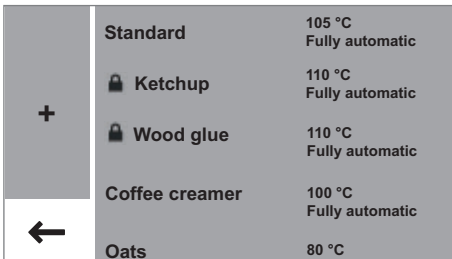 Standard
105 °C
Fully automatic
Ketchup
110 °C
Fully automatic
+
Wood glue
110 °C
Fully automatic
Coffee creamer
100 °C
Fully automatic
Oats
80 °C